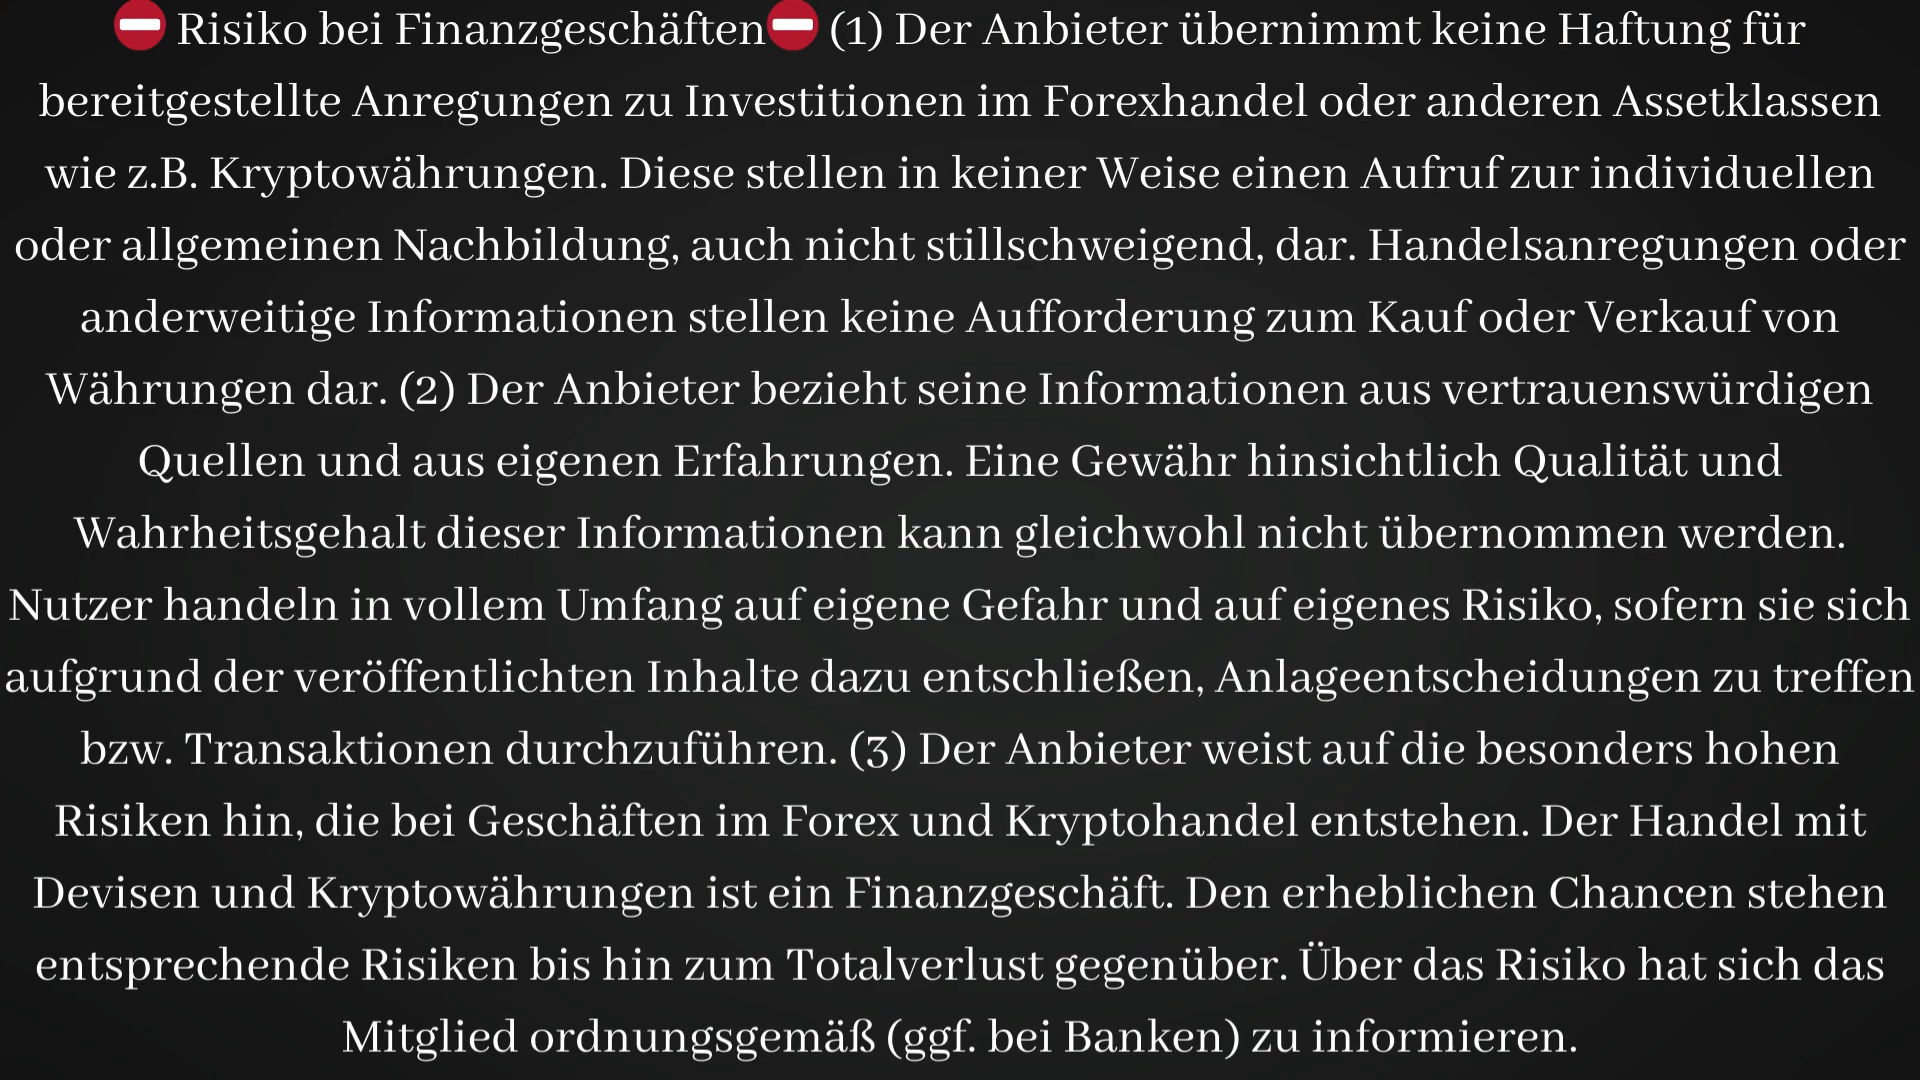 ⛔ Risiko bei Finanzgeschäften⛔ (1) Der Anbieter übernimmt keine Haftung für
bereitgestellte Anregungen zu Investitionen im Forexhandel oder anderen Assetklassen
wie z.B. Kryptowährungen. Diese stellen in keiner Weise einen Aufruf zur individuellen
oder allgemeinen Nachbildung, auch nicht stillschweigend, dar. Handelsanregungen oder
anderweitige Informationen stellen keine Aufforderung zum Kauf oder Verkauf von
Währungen dar. (2) Der Anbieter bezieht seine Informationen aus vertrauenswürdigen
Quellen und aus eigenen Erfahrungen. Eine Gewähr hinsichtlich Qualität und
Wahrheitsgehalt dieser Informationen kann gleichwohl nicht übernommen werden.
Nutzer handeln in vollem Umfang auf eigene Gefahr und auf eigenes Risiko, sofern sie sich
aufgrund der veröffentlichten Inhalte dazu entschließen, Anlageentscheidungen zu treffen
bzw. Transaktionen durchzuführen. (3) Der Anbieter weist auf die besonders hohen
Risiken hin, die bei Geschäften im Forex und Kryptohandel entstehen. Der Handel mit
Devisen und Kryptowährungen ist ein Finanzgeschäft. Den erheblichen Chancen stehen
entsprechende Risiken bis hin zum Totalverlust gegenüber. Über das Risiko hat sich das
Mitglied ordnungsgemäß (ggf. bei Banken) zu informieren.